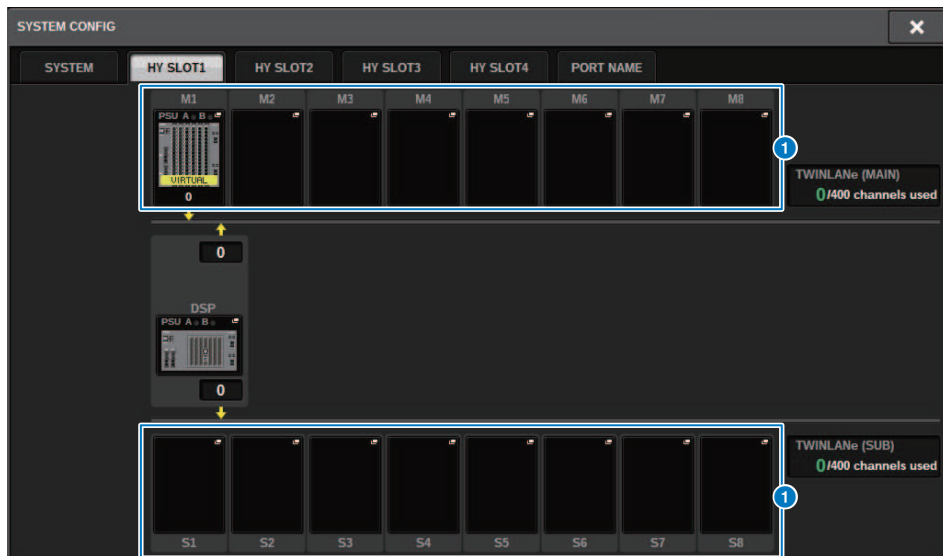 SYSTEM CONFIG
SYSTEM HY SLOT1 HY SLOT2 HY SLOT3 HY SLOT4 PORT NAME
M1 M2 M3 M4 M5 M6 M7 M8
PSU A B
VIRTUAL
0
1
TWINLANe (MAIN)
0/400 channels used
0
DSP
PSU A B
0
TWINLANe (SUB)
0/400 channels used
1
S1 S2 S3 S4 S5 S6 S7 S8